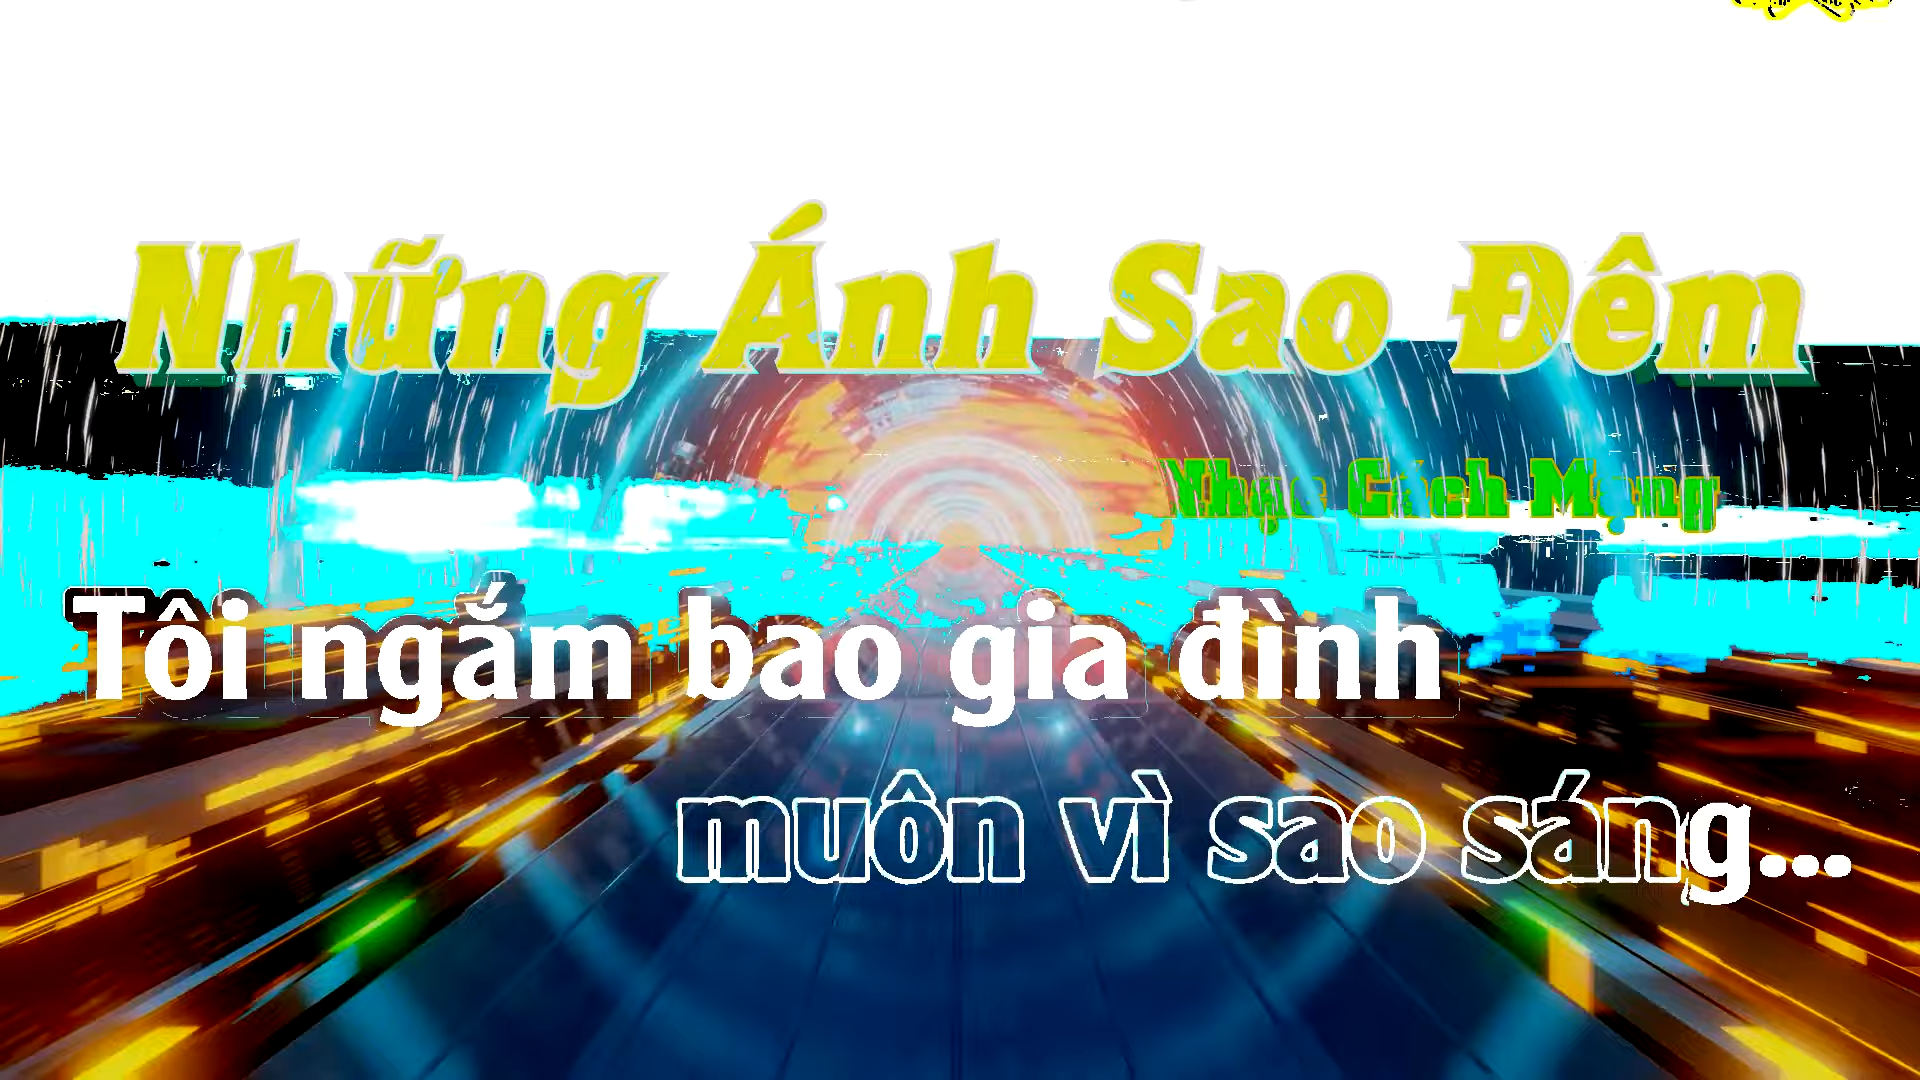 Những Ánh Sao Đêm
Nhạc Cách Mạng
Tôi ngắm bao gia đình
muôn vì sao sáng...